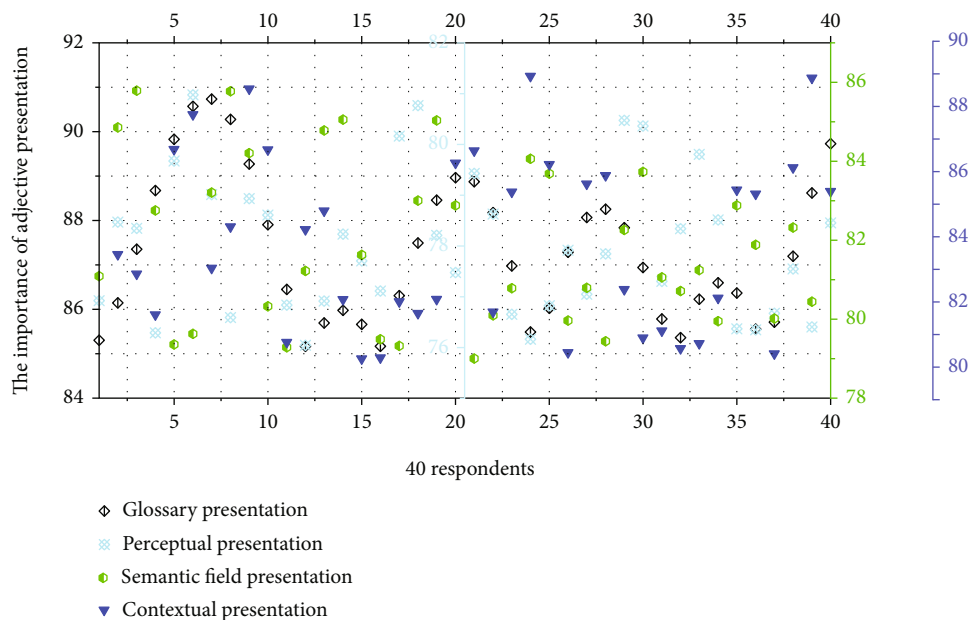 5 10 15 20 25 30 35 40
92
90
88
86
84
The importance of adjective presentation
82
80
78
76
86
84
82
80
78
90
88
86
84
82
80
5 10 15 20 25 30 35 40
40 respondents
Glossary presentation
Perceptual presentation
Semantic field presentation
Contextual presentation